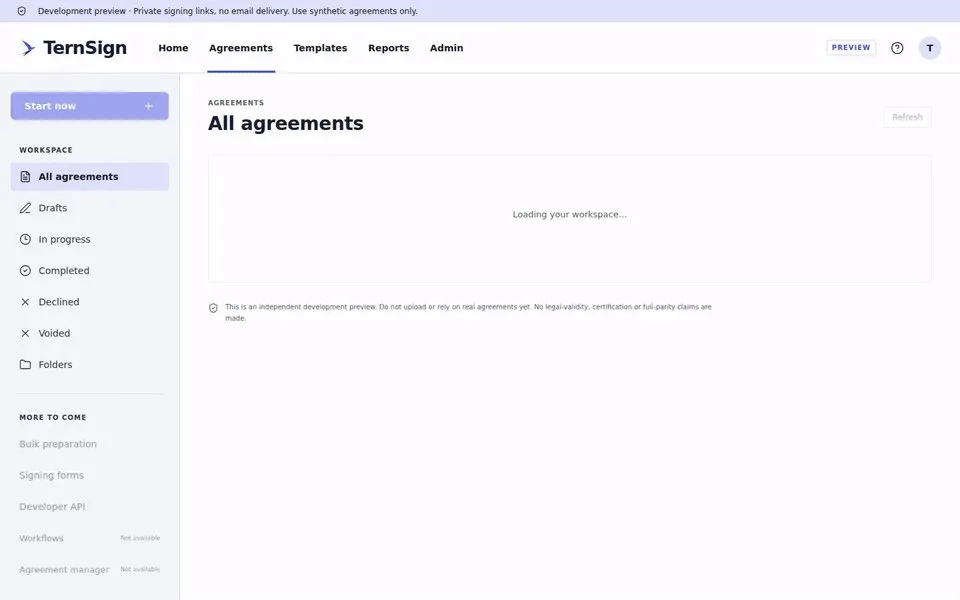 Development preview · Private signing links, no email delivery. Use synthetic agreements only.
TernSign
Home
Agreements
Templates
Reports
Admin
PREVIEW
T
Start now
WORKSPACE
All agreements
Drafts
In progress
Completed
Declined
Voided
Folders
MORE TO COME
Bulk preparation
Signing forms
Developer API
Workflows Not available
Agreement manager Not available
AGREEMENTS
All agreements
Refresh
Loading your workspace...
This is an independent development preview. Do not upload or rely on real agreements yet. No legal-validity, certification or full-parity claims are
made.